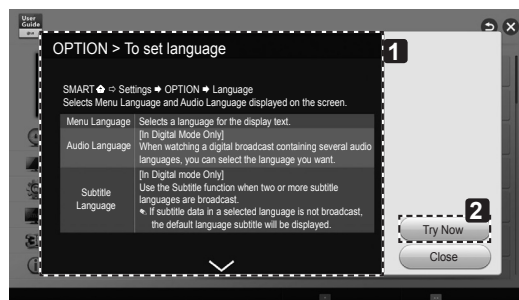 User
Guide
OPTION > To set language
1
SMART ⇨ Settings ➡ OPTION ➡ Language
Selects Menu Language and Audio Language displayed on the screen.
Menu Language Selects a language for the display text.
[In Digital Mode Only]
Audio Language When watching a digital broadcast containing several audio
languages, you can select the language you want.
[In Digital mode Only]
Use the Subtitle function when two or more subtitle
Subtitle Language languages are broadcast.
If subtitle data in a selected language is not broadcast,
the default language subtitle will be displayed.
2
Try Now
Close